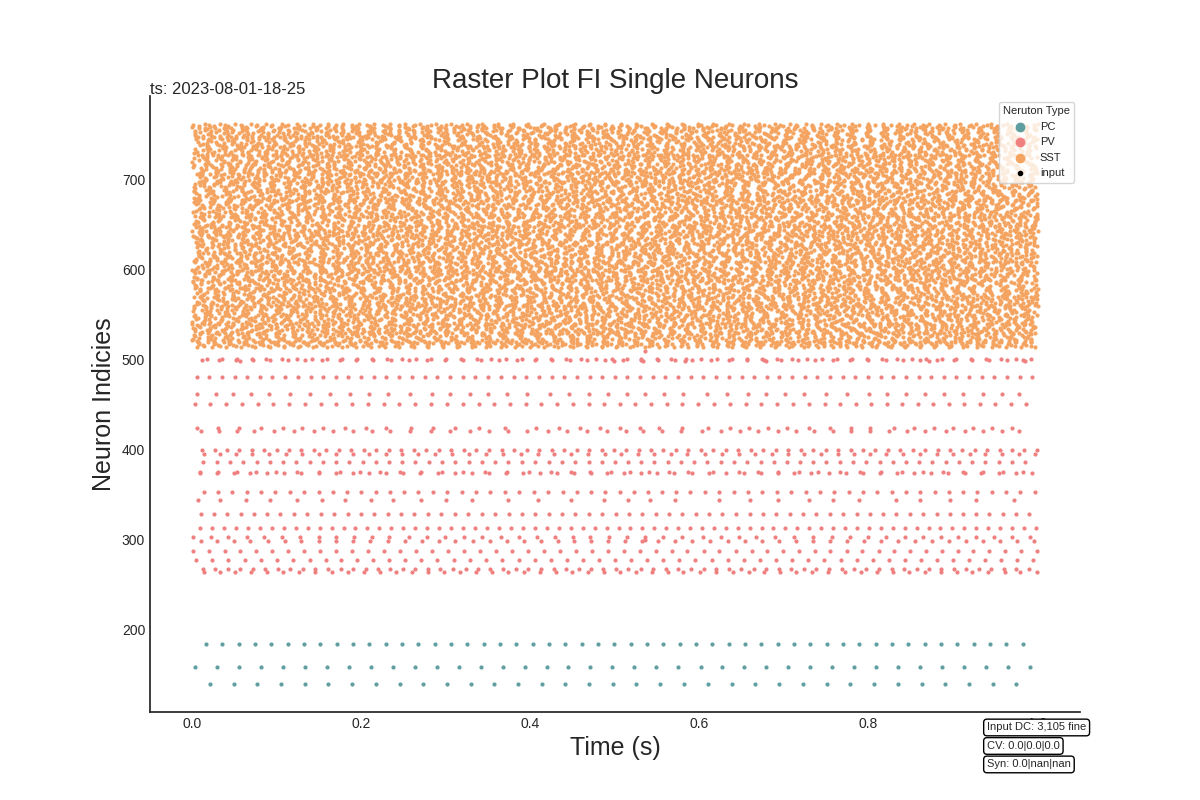 Raster Plot FI Single Neurons
ts: 2023-08-01-18-25
Neruton Type
PC
PV
SST
input
700
600
500
400
300
200
Neuron Indicies
0.0 0.2 0.4 0.6 0.8
Time (s)
Input DC: 3,105 fine
CV: 0.0|0.0|0.0
Syn: 0.0|nan|nan